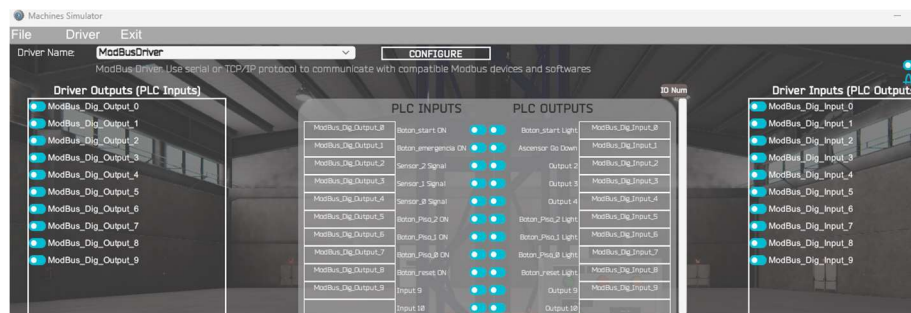 Machines Simulator
File Driver Exit
Driver Name: ModBusDriver CONFIGURE
ModBus Driver. Use serial or TCP/IP protocol to communicate with compatible Modbus devices and softwares
Driver Outputs (PLC Inputs)
ModBus_Dig_Output_0
ModBus_Dig_Output_1
ModBus_Dig_Output_2
ModBus_Dig_Output_3
ModBus_Dig_Output_4
ModBus_Dig_Output_5
ModBus_Dig_Output_6
ModBus_Dig_Output_7
ModBus_Dig_Output_8
ModBus_Dig_Output_9
IO Num
PLC INPUTS PLC OUTPUTS
ModBus_Dig_Output_0 Boton_start ON Boton_start Light ModBus_Dig_Input_0
ModBus_Dig_Output_1 Boton_emergencia ON Ascensor Go Down ModBus_Dig_Input_1
ModBus_Dig_Output_2 Sensor_2 Signal Output 2 ModBus_Dig_Input_2
ModBus_Dig_Output_3 Sensor_1 Signal Output 3 ModBus_Dig_Input_3
ModBus_Dig_Output_4 Sensor_0 Signal Output 4 ModBus_Dig_Input_4
ModBus_Dig_Output_5 Boton_Piso_2 ON Boton_Piso_2 Light ModBus_Dig_Input_5
ModBus_Dig_Output_6 Boton_Piso_1 ON Boton_Piso_1 Light ModBus_Dig_Input_6
ModBus_Dig_Output_7 Boton_Piso_0 ON Boton_Piso_0 Light ModBus_Dig_Input_7
ModBus_Dig_Output_8 Boton_reset ON Boton_reset Light ModBus_Dig_Input_8
ModBus_Dig_Output_9 Input 9 Output 9 ModBus_Dig_Input_9
Input 10 Output 10
Driver Inputs (PLC Outputs
ModBus_Dig_Input_0
ModBus_Dig_Input_1
ModBus_Dig_Input_2
ModBus_Dig_Input_3
ModBus_Dig_Input_4
ModBus_Dig_Input_5
ModBus_Dig_Input_6
ModBus_Dig_Input_7
ModBus_Dig_Input_8
ModBus_Dig_Input_9